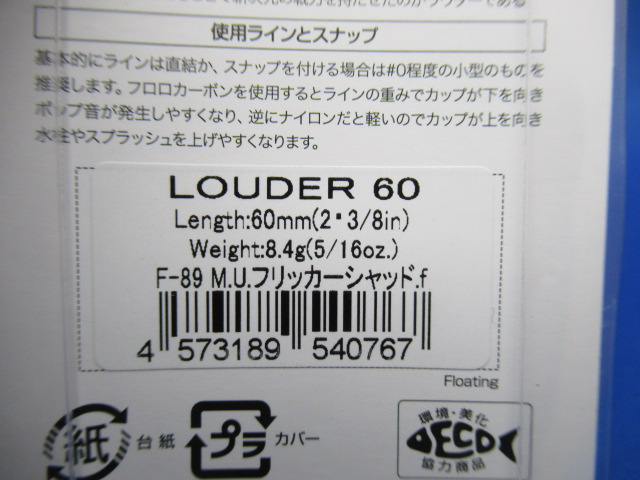 使用ラインとスナップ
基本的にラインは直結か、スナップを付ける場合は#0程度の小型のものを
推奨します。フロロカーボンを使用するとラインの重みでカップが下を向き
ポップ音が発生しやすくなり、逆にナイロンだと軽いのでカップが上を向き
水柱やスプラッシュを上げやすくなります。
LOUDER 60
Length:60mm(2・3/8in)
Weight:8.4g(5/16oz.)
F-89 M.U.フリッカーシャッド.f
4 573189 540767
Floating
紙 台紙 プラ カバー
環境・美化
ECO
協力商品